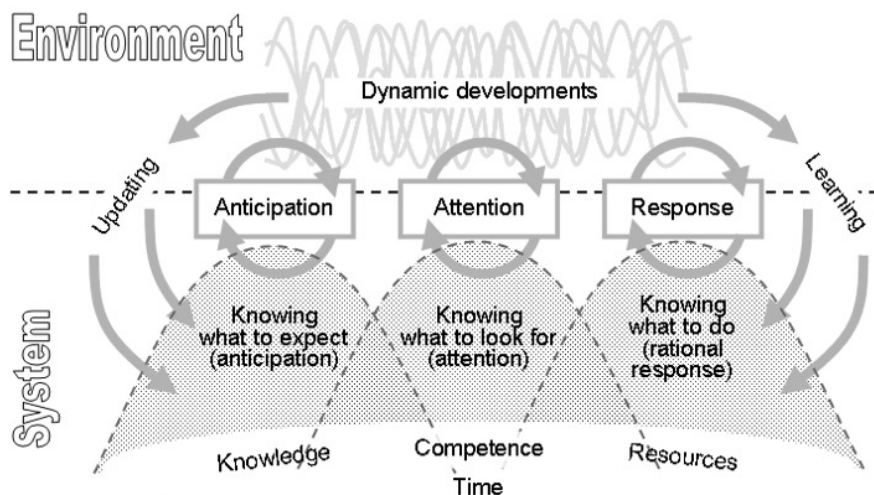 Environment
Dynamic developments
Updating
Learning
Anticipation
Attention
Response
Knowing
what to expect
(anticipation)
Knowing
what to look for
(attention)
Knowing
what to do
(rational
response)
System
Knowledge
Competence
Resources
Time